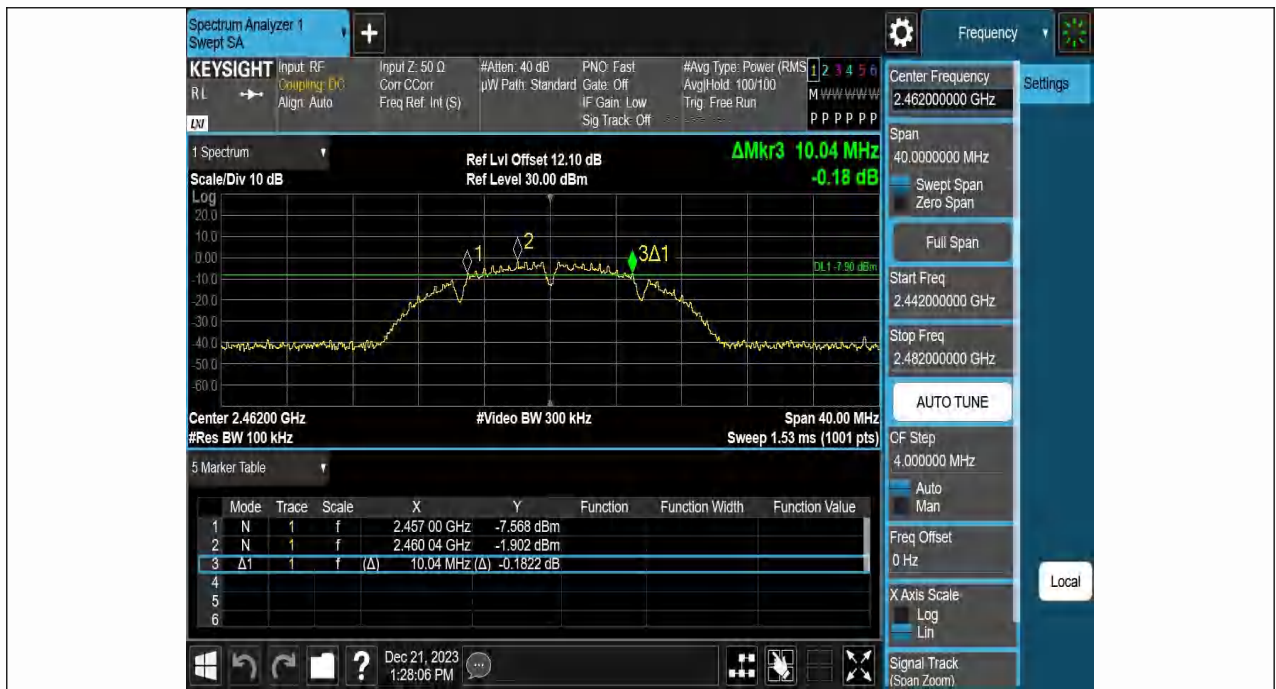 Spectrum Analyzer 1
Swept SA
+
Frequency
KEYSIGHT
RL
LXI
Input: RF
Coupling: DC
Align: Auto
Input Z: 50 Ω
Corr CCorr
Freq Ref: Int (S)
#Atten: 40 dB
µW Path: Standard
PNO: Fast
Gate: Off
IF Gain: Low
Sig Track: Off
#Avg Type: Power (RMS
Avg|Hold: 100/100
Trig: Free Run
1 2 3 4 5 6
M W W W W W
P P P P P P
1 Spectrum
Scale/Div 10 dB
Ref Lvl Offset 12.10 dB
Ref Level 30.00 dBm
ΔMkr3 10.04 MHz
-0.18 dB
Log
20.0
10.0
0.00
-10.0
-20.0
-30.0
-40.0
-50.0
-60.0
1
2
3Δ1
DL1 -7.90 dBm
Center 2.46200 GHz
#Video BW 300 kHz
Span 40.00 MHz
#Res BW 100 kHz
Sweep 1.53 ms (1001 pts)
5 Marker Table
Mode Trace Scale X Y Function Function Width Function Value
1 N 1 f 2.457 00 GHz -7.568 dBm
2 N 1 f 2.460 04 GHz -1.902 dBm
3 Δ1 1 f (Δ) 10.04 MHz (Δ) -0.1822 dB
4
5
6
?
Dec 21, 2023
1:28:06 PM
Center Frequency
2.462000000 GHz
Settings
Span
40.0000000 MHz
Swept Span
Zero Span
Full Span
Start Freq
2.442000000 GHz
Stop Freq
2.482000000 GHz
AUTO TUNE
CF Step
4.000000 MHz
Auto
Man
Freq Offset
0 Hz
X Axis Scale
Log
Lin
Local
Signal Track
(Span Zoom)